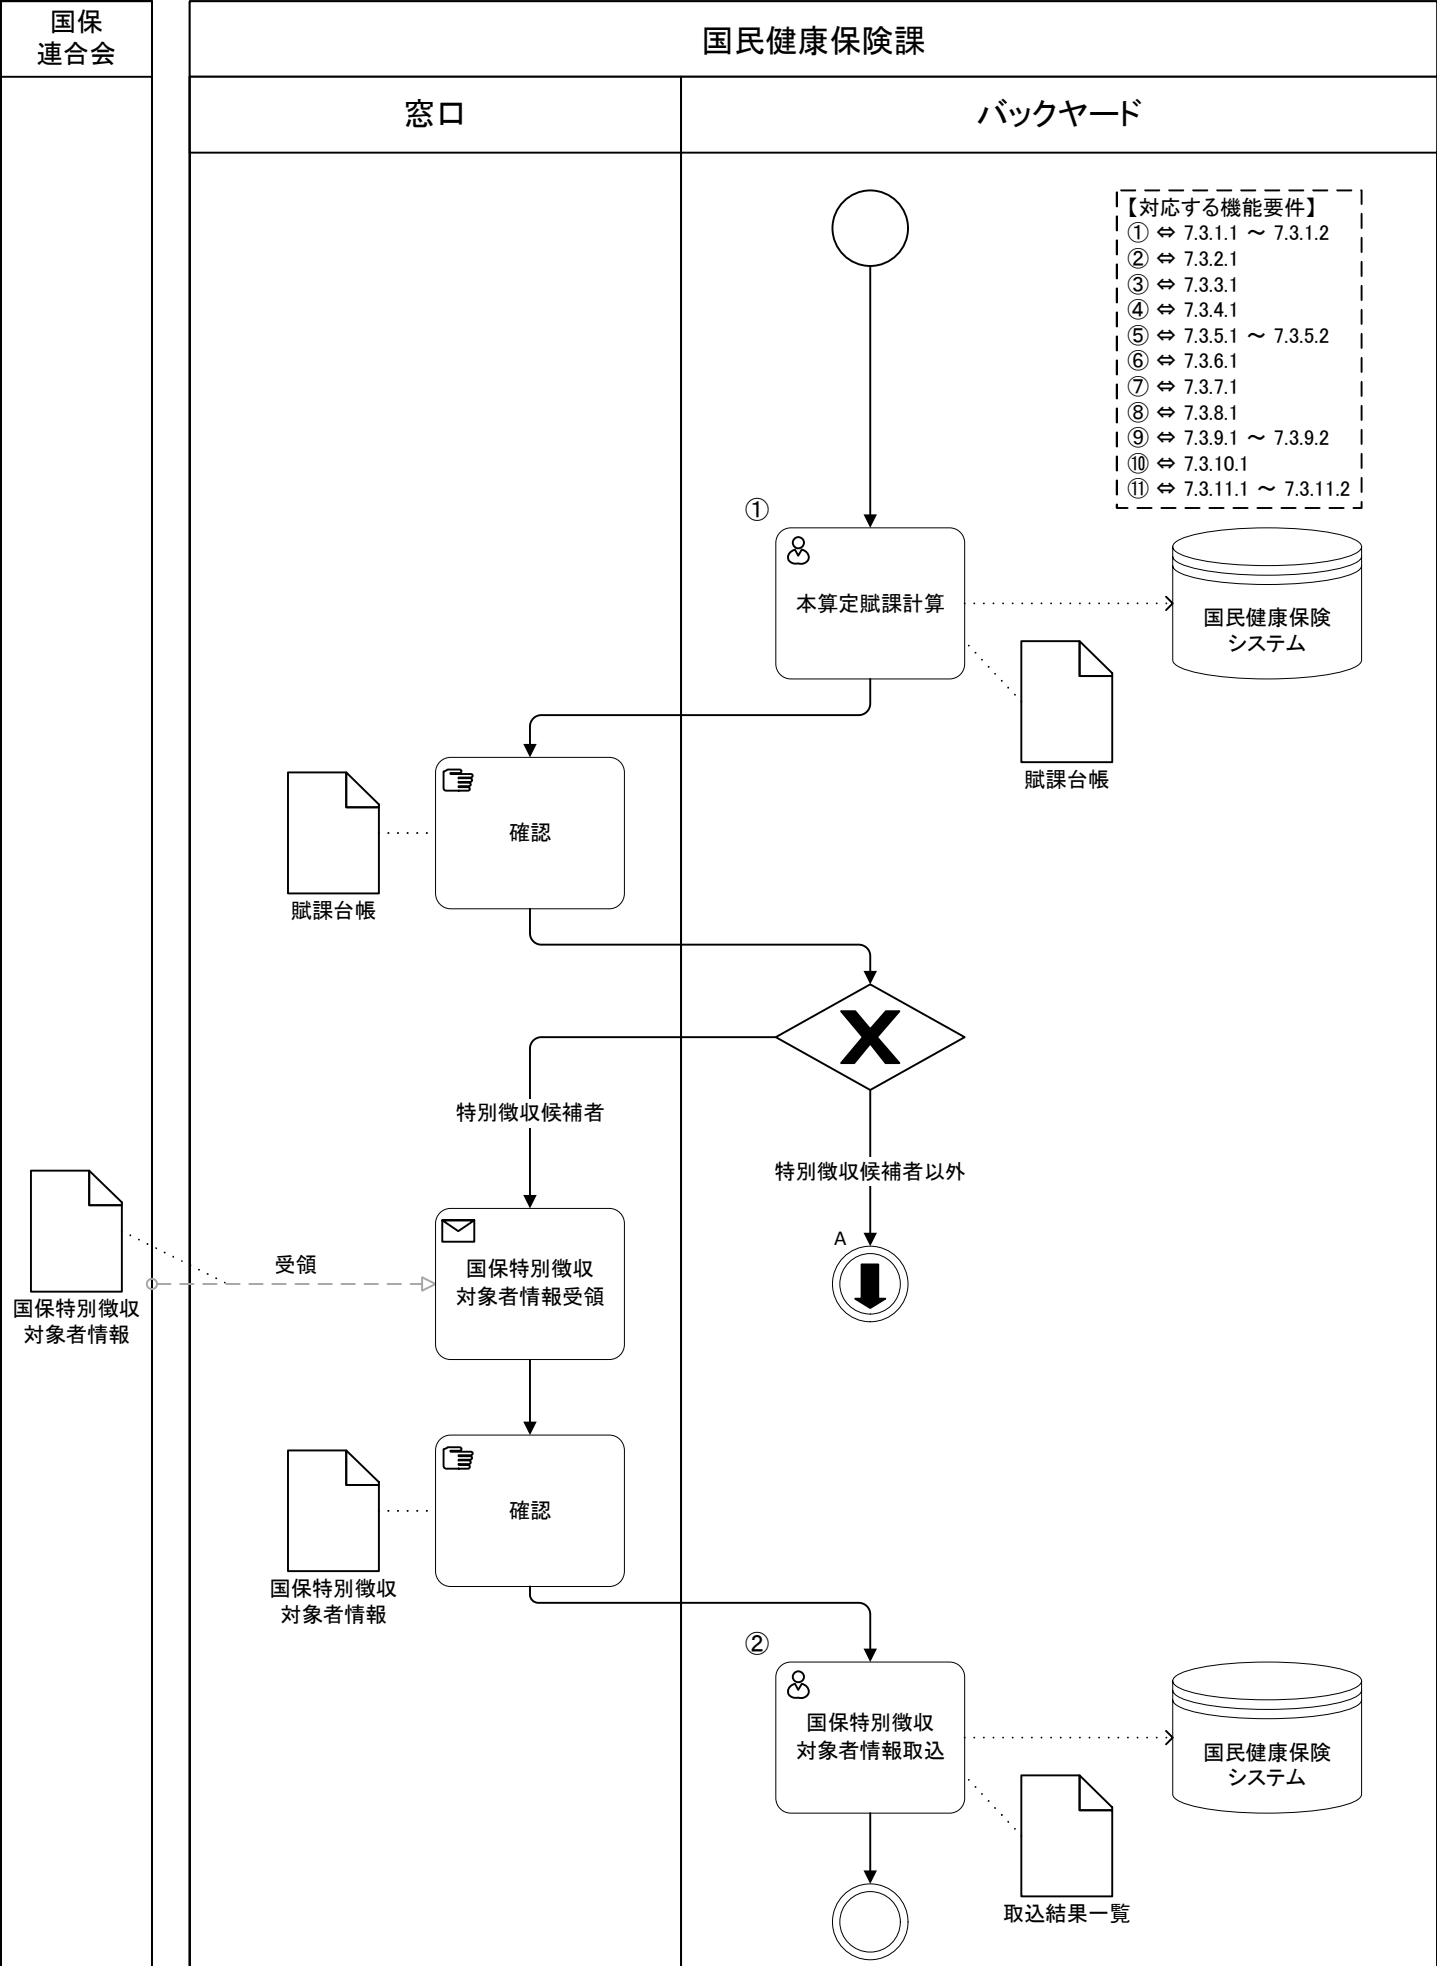 国保
連合会
国民健康保険課
窓口
バックヤード
【対応する機能要件】
① ⇔ 7.3.1.1 ～ 7.3.1.2
② ⇔ 7.3.2.1
③ ⇔ 7.3.3.1
④ ⇔ 7.3.4.1
⑤ ⇔ 7.3.5.1 ～ 7.3.5.2
⑥ ⇔ 7.3.6.1
⑦ ⇔ 7.3.7.1
⑧ ⇔ 7.3.8.1
⑨ ⇔ 7.3.9.1 ～ 7.3.9.2
⑩ ⇔ 7.3.10.1
⑪ ⇔ 7.3.11.1 ～ 7.3.11.2
①
本算定賦課計算
国民健康保険
システム
賦課台帳
確認
賦課台帳
特別徴収候補者
特別徴収候補者以外
A
受領
国保特別徴収
対象者情報受領
国保特別徴収
対象者情報
確認
国保特別徴収
対象者情報
②
国保特別徴収
対象者情報取込
国民健康保険
システム
取込結果一覧